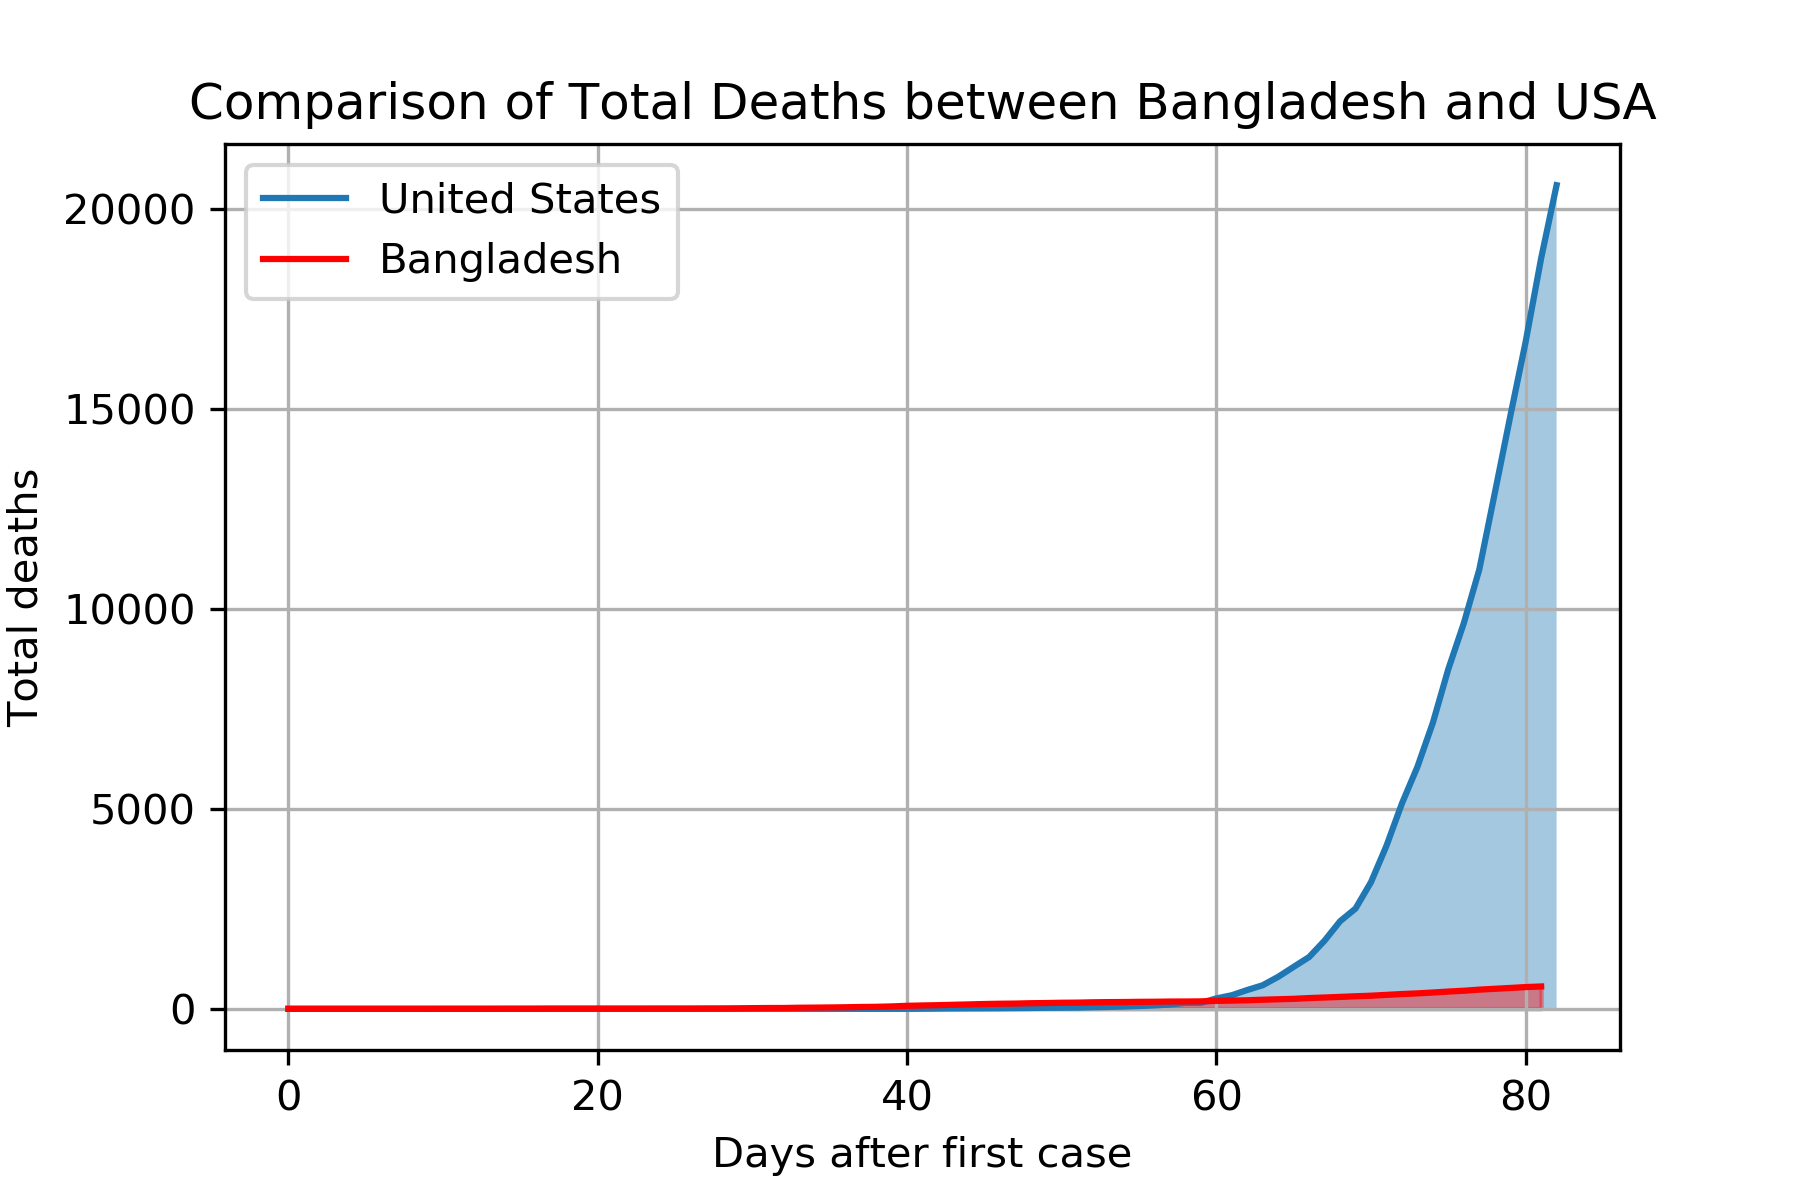 Comparison of Total Deaths between Bangladesh and USA
United States
Bangladesh
20000
15000
10000
5000
0
Total deaths
0 20 40 60 80
Days after first case